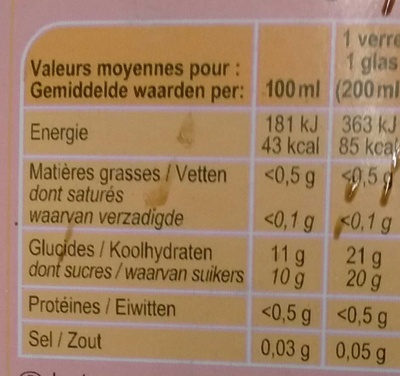 1 verre
1 glas
Valeurs moyennes pour :
Gemiddelde waarden per: 100 ml (200 ml
Energie 181 kJ 363 kJ
43 kcal 85 kcal
Matières grasses / Vetten <0,5 g <0,5 g
dont saturés
waarvan verzadigde <0,1 g <0,1 g
Glucides / Koolhydraten 11 g 21 g
dont sucres / waarvan suikers 10 g 20 g
Protéines / Eiwitten <0,5 g <0,5 g
Sel / Zout 0,03 g 0,05 g